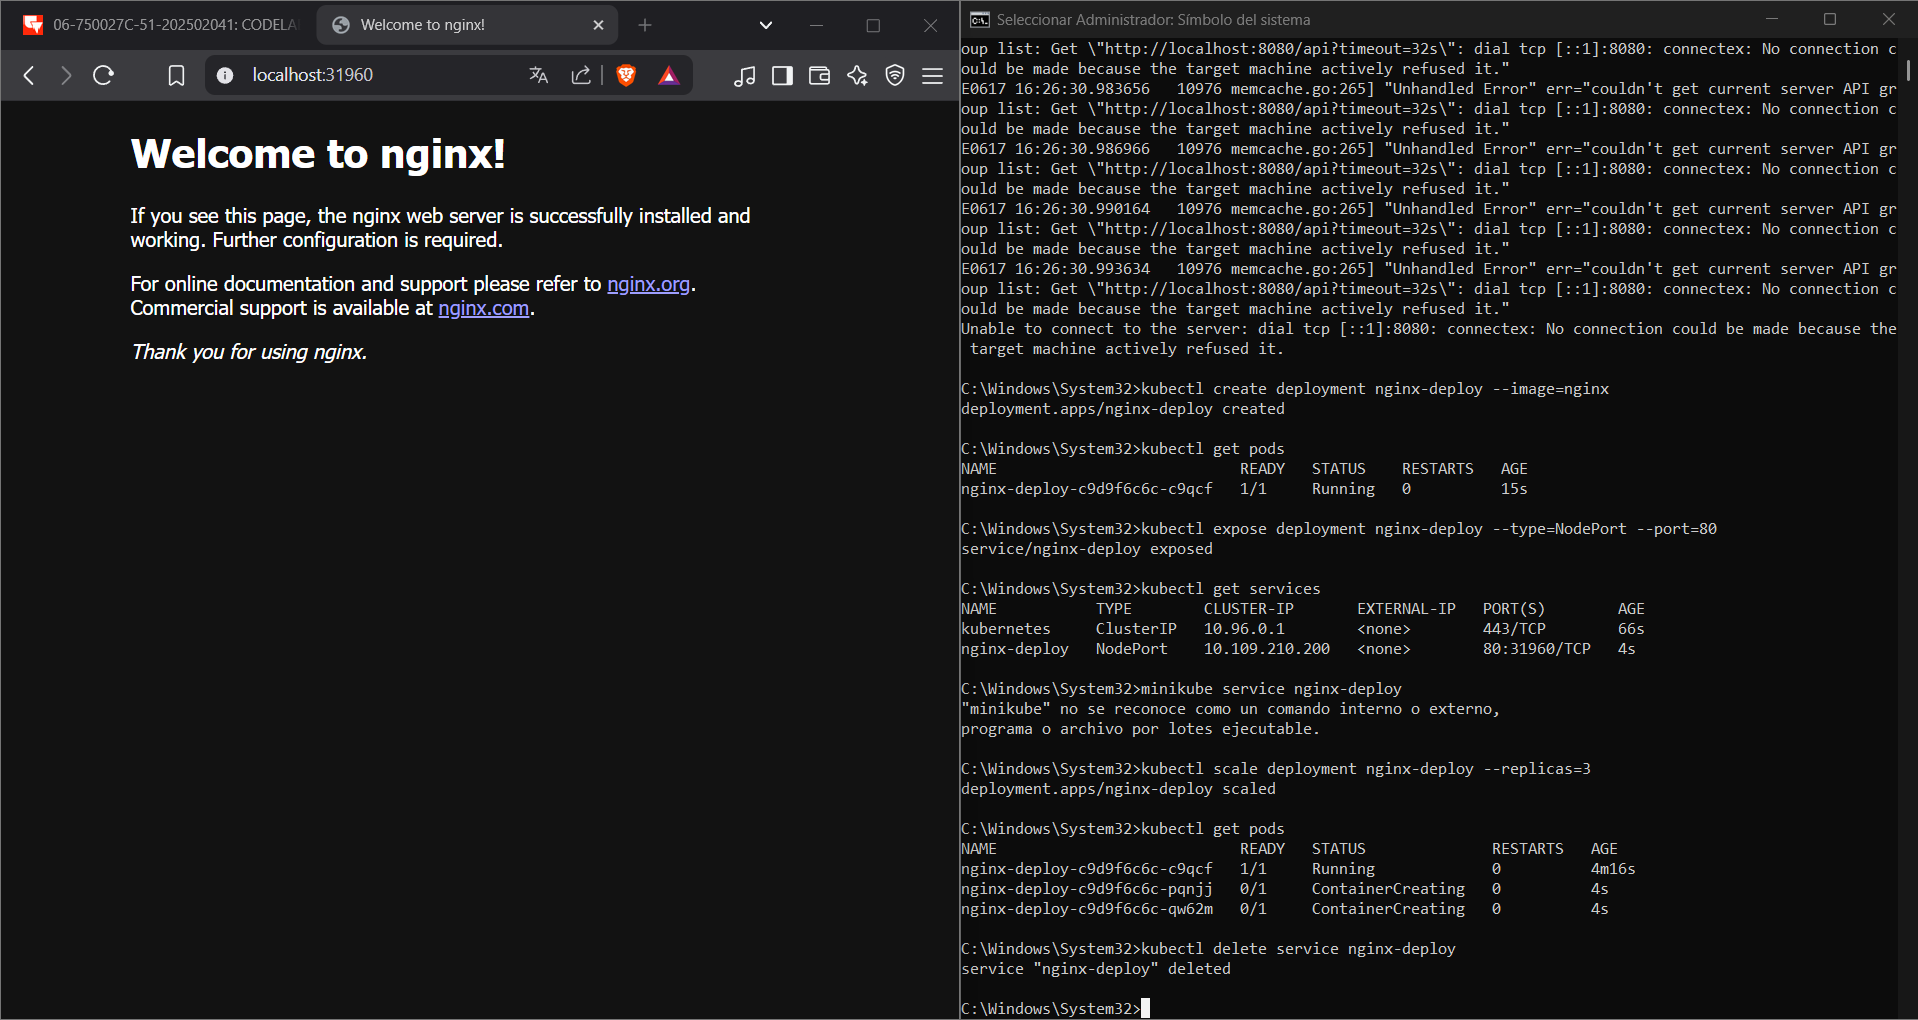 06-750027C-51-202502041: CODELA
Welcome to nginx!
localhost:31960
Welcome to nginx!
If you see this page, the nginx web server is successfully installed and
working. Further configuration is required.
For online documentation and support please refer to nginx.org.
Commercial support is available at nginx.com.
Thank you for using nginx.
Seleccionar Administrador: Símbolo del sistema
oup list: Get \"http://localhost:8080/api?timeout=32s\": dial tcp [::1]:8080: connectex: No connection c
ould be made because the target machine actively refused it."
E0617 16:26:30.983656   10976 memcache.go:265] "Unhandled Error" err="couldn't get current server API gr
oup list: Get \"http://localhost:8080/api?timeout=32s\": dial tcp [::1]:8080: connectex: No connection c
ould be made because the target machine actively refused it."
E0617 16:26:30.986966   10976 memcache.go:265] "Unhandled Error" err="couldn't get current server API gr
oup list: Get \"http://localhost:8080/api?timeout=32s\": dial tcp [::1]:8080: connectex: No connection c
ould be made because the target machine actively refused it."
E0617 16:26:30.990164   10976 memcache.go:265] "Unhandled Error" err="couldn't get current server API gr
oup list: Get \"http://localhost:8080/api?timeout=32s\": dial tcp [::1]:8080: connectex: No connection c
ould be made because the target machine actively refused it."
E0617 16:26:30.993634   10976 memcache.go:265] "Unhandled Error" err="couldn't get current server API gr
oup list: Get \"http://localhost:8080/api?timeout=32s\": dial tcp [::1]:8080: connectex: No connection c
ould be made because the target machine actively refused it."
Unable to connect to the server: dial tcp [::1]:8080: connectex: No connection could be made because the
 target machine actively refused it.
C:\Windows\System32>kubectl create deployment nginx-deploy --image=nginx
deployment.apps/nginx-deploy created
C:\Windows\System32>kubectl get pods
NAME                           READY   STATUS    RESTARTS   AGE
nginx-deploy-c9d9f6c6c-c9qcf   1/1     Running   0          15s
C:\Windows\System32>kubectl expose deployment nginx-deploy --type=NodePort --port=80
service/nginx-deploy exposed
C:\Windows\System32>kubectl get services
NAME           TYPE        CLUSTER-IP       EXTERNAL-IP   PORT(S)        AGE
kubernetes     ClusterIP   10.96.0.1        <none>        443/TCP        66s
nginx-deploy   NodePort    10.109.210.200   <none>        80:31960/TCP   4s
C:\Windows\System32>minikube service nginx-deploy
"minikube" no se reconoce como un comando interno o externo,
programa o archivo por lotes ejecutable.
C:\Windows\System32>kubectl scale deployment nginx-deploy --replicas=3
deployment.apps/nginx-deploy scaled
C:\Windows\System32>kubectl get pods
NAME                           READY   STATUS              RESTARTS   AGE
nginx-deploy-c9d9f6c6c-c9qcf   1/1     Running             0          4m16s
nginx-deploy-c9d9f6c6c-pqnjj   0/1     ContainerCreating   0          4s
nginx-deploy-c9d9f6c6c-qw62m   0/1     ContainerCreating   0          4s
C:\Windows\System32>kubectl delete service nginx-deploy
service "nginx-deploy" deleted
C:\Windows\System32>